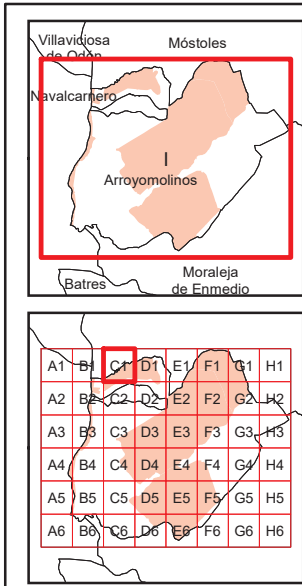 Villaviciosa
de Odón
Móstoles
Navalcarnero
I
Arroyomolinos
Batres
Moraleja
de Enmedio
A1 B1 C1 D1 E1 F1 G1 H1
A2 B2 C2 D2 E2 F2 G2 H2
A3 B3 C3 D3 E3 F3 G3 H3
A4 B4 C4 D4 E4 F4 G4 H4
A5 B5 C5 D5 E5 F5 G5 H5
A6 B6 C6 D6 E6 F6 G6 H6